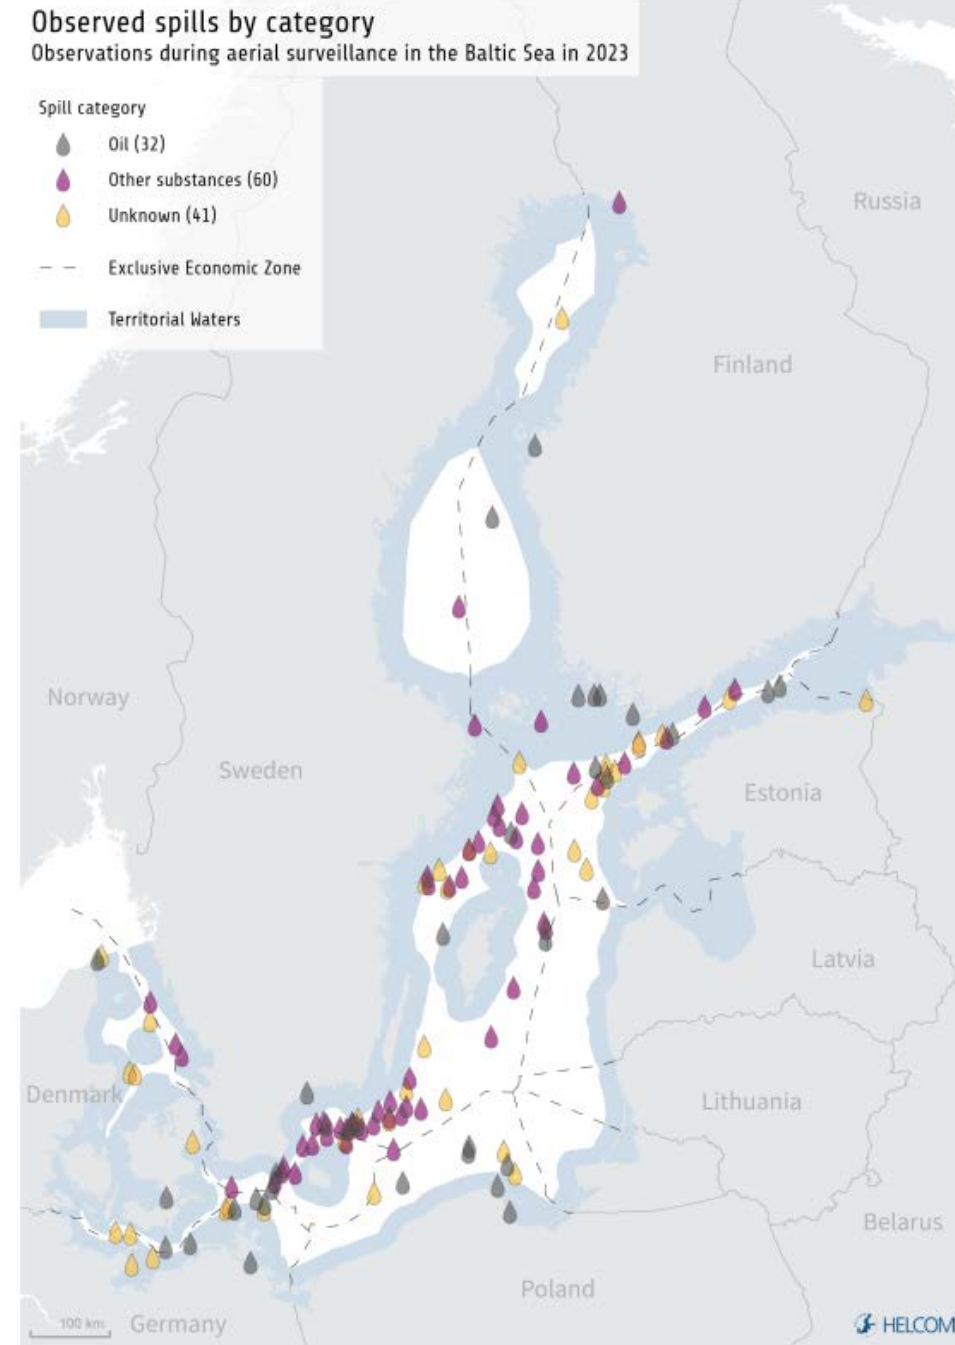 Observed spills by category
Observations during aerial surveillance in the Baltic Sea in 2023
Spill category
Oil (32)
Other substances (60)
Unknown (41)
Exclusive Economic Zone
Territorial Waters
Russia
Finland
Norway
Sweden
Estonia
Latvia
Denmark
Lithuania
Belarus
Poland
100 km
Germany
HELCOM